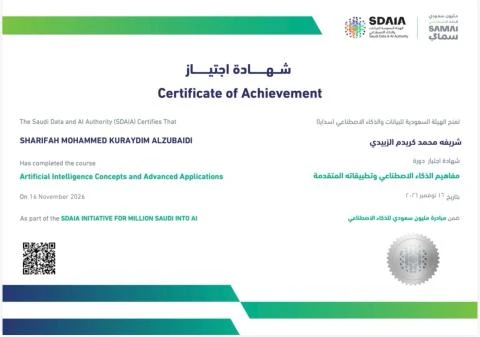 SDAIA
الهيئة السعودية للبيانات والذكاء الاصطناعي
Saudi Data & AI Authority
مليون سعودي
SAMAI
سماي
شهادة اجتياز
Certificate of Achievement
The Saudi Data and AI Authority (SDAIA) Certifies That
تمنح الهيئة السعودية للبيانات والذكاء الاصطناعي (سدايا)
SHARIFAH MOHAMMED KURAYDIM ALZUBAIDI
شريفه محمد كريدم الزبيدي
Has completed the course
شهادة اجتياز دورة
Artificial Intelligence Concepts and Advanced Applications
مفاهيم الذكاء الاصطناعي وتطبيقاته المتقدمة
On 16 November 2026
بتاريخ ١٦ نوفمبر ٢٠٢٦
As part of the SDAIA INITIATIVE FOR MILLION SAUDI INTO AI
ضمن مبادرة مليون سعودي للذكاء الاصطناعي